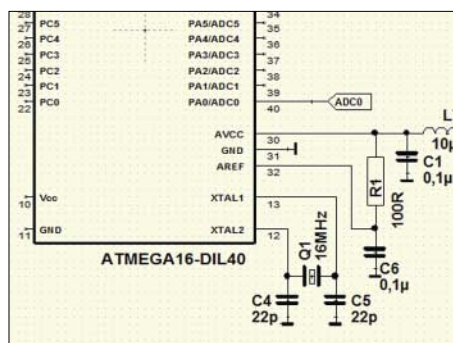 28 PC5 PA5/ADC5 34
27 PC4 PA4/ADC4 35
26 PC3 PA3/ADC3 36
25 PC2 PA2/ADC2 37
24 PC1 PA1/ADC1 38
23 39
22 PC0 PA0/ADC0 40 ADC0
AVCC 30
GND 31
AREF 32
10µ
C1
0,1µ
R1
100R
10 Vcc XTAL1 13
11 GND XTAL2 12
ATMEGA16-DIL40
Q1
16MHz
C6
0,1µ
C4
22p
C5
22p